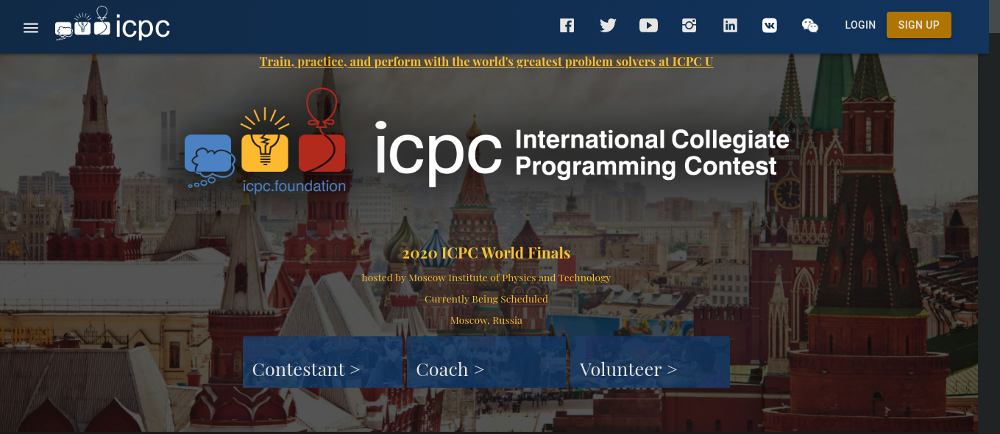 icpc
LOGIN
SIGN UP
Train, practice, and perform with the world's greatest problem solvers at ICPC U
icpc
International Collegiate
Programming Contest
icpc.foundation
2020 ICPC World Finals
hosted by Moscow Institute of Physics and Technology
Currently Being Scheduled
Moscow, Russia
Contestant >
Coach >
Volunteer >